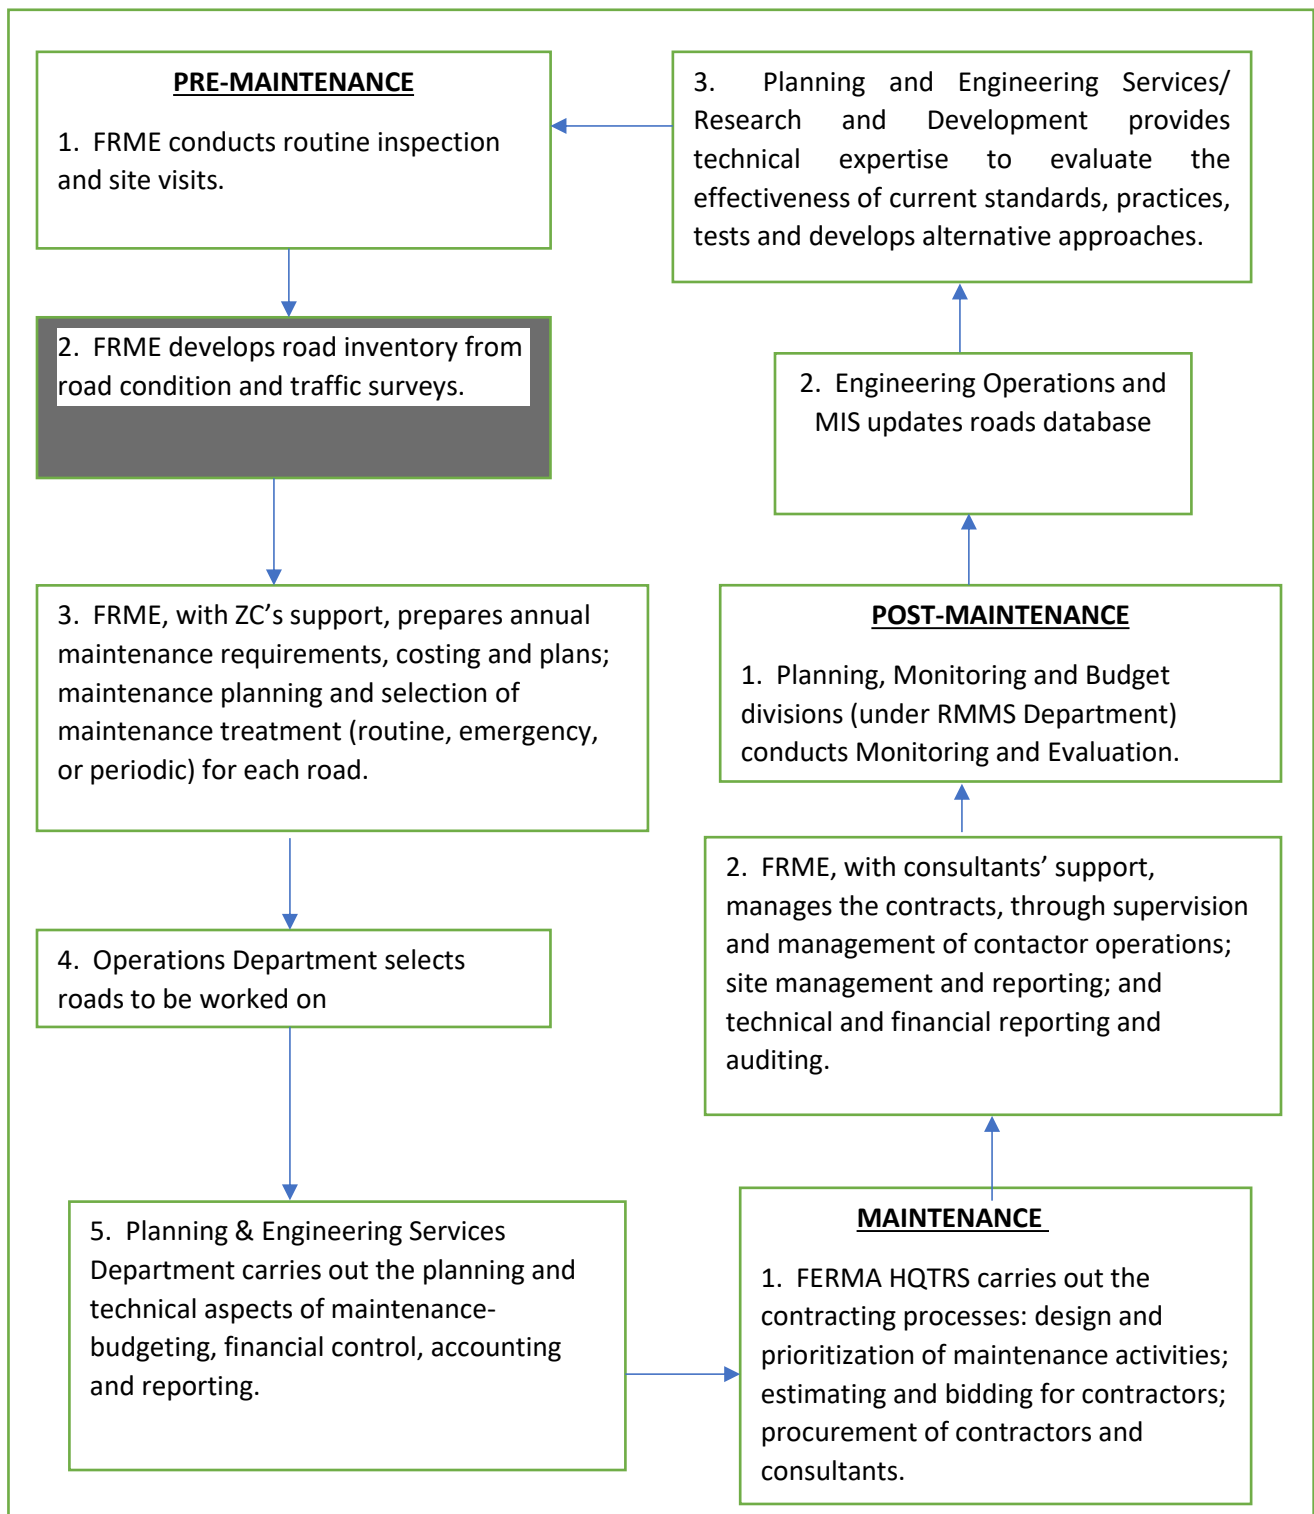 PRE-MAINTENANCE
1. FRME conducts routine inspection
and site visits.
2. FRME develops road inventory from
road condition and traffic surveys.
3. FRME, with ZC’s support, prepares annual
maintenance requirements, costing and plans;
maintenance planning and selection of
maintenance treatment (routine, emergency,
or periodic) for each road.
4. Operations Department selects
roads to be worked on
5. Planning & Engineering Services
Department carries out the planning and
technical aspects of maintenance-
budgeting, financial control, accounting
and reporting.
MAINTENANCE
1. FERMA HQTRS carries out the
contracting processes: design and
prioritization of maintenance activities;
estimating and bidding for contractors;
procurement of contractors and
consultants.
2. FRME, with consultants’ support,
manages the contracts, through supervision
and management of contactor operations;
site management and reporting; and
technical and financial reporting and
auditing.
POST-MAINTENANCE
1. Planning, Monitoring and Budget
divisions (under RMMS Department)
conducts Monitoring and Evaluation.
2. Engineering Operations and
MIS updates roads database
3. Planning and Engineering Services/
Research and Development provides
technical expertise to evaluate the
effectiveness of current standards, practices,
tests and develops alternative approaches.